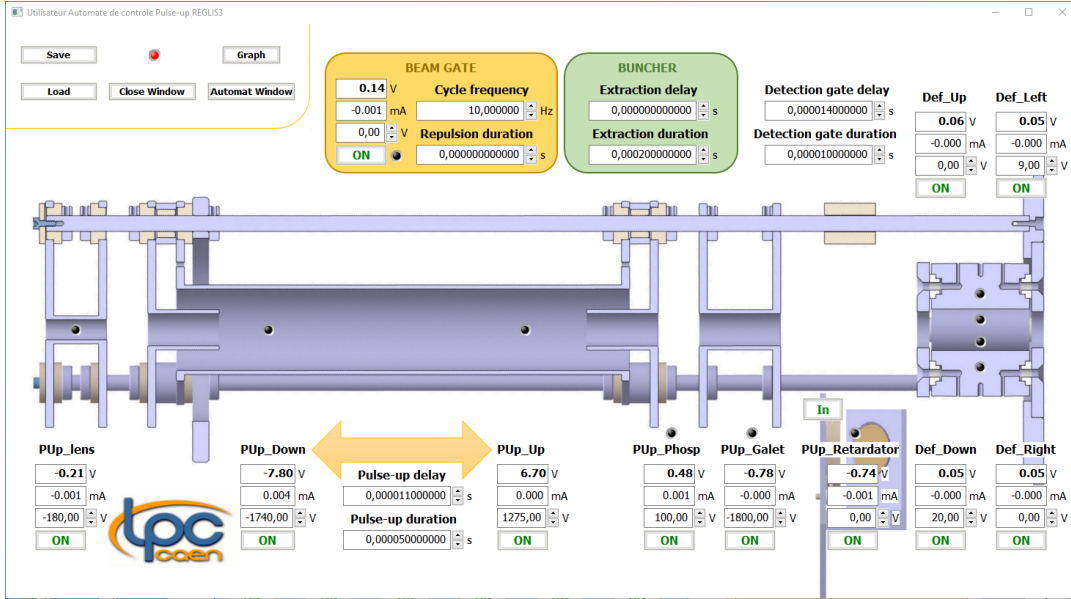 Utilisateur Automate de controle Pulse-up REGLIS3
Save
Graph
Load
Close Window
Automat Window
BEAM GATE
0.14 V
Cycle frequency
-0.001 mA
10,000000 Hz
0,00 V
Repulsion duration
ON
0,000000000000 s
BUNCHER
Extraction delay
0,000000000000 s
Extraction duration
0,000200000000 s
Detection gate delay
0,000014000000 s
Detection gate duration
0,000010000000 s
Def_Up
0.06 V
-0.000 mA
0,00 V
ON
Def_Left
0.05 V
-0.000 mA
9,00 V
ON
In
PUp_lens
-0.21 V
-0.001 mA
-180,00 V
ON
lpc
caen
PUp_Down
-7.80 V
0.004 mA
-1740,00 V
ON
Pulse-up delay
0,000011000000 s
Pulse-up duration
0,000050000000 s
PUp_Up
6.70 V
0.000 mA
1275,00 V
ON
PUp_Phosp
0.48 V
0.001 mA
100,00 V
ON
PUp_Galet
-0.78 V
-0.000 mA
-1800,00 V
ON
PUp_Retardator
-0.74 V
-0.001 mA
0,00 V
ON
Def_Down
0.05 V
-0.000 mA
20,00 V
ON
Def_Right
0.05 V
-0.000 mA
0,00 V
ON